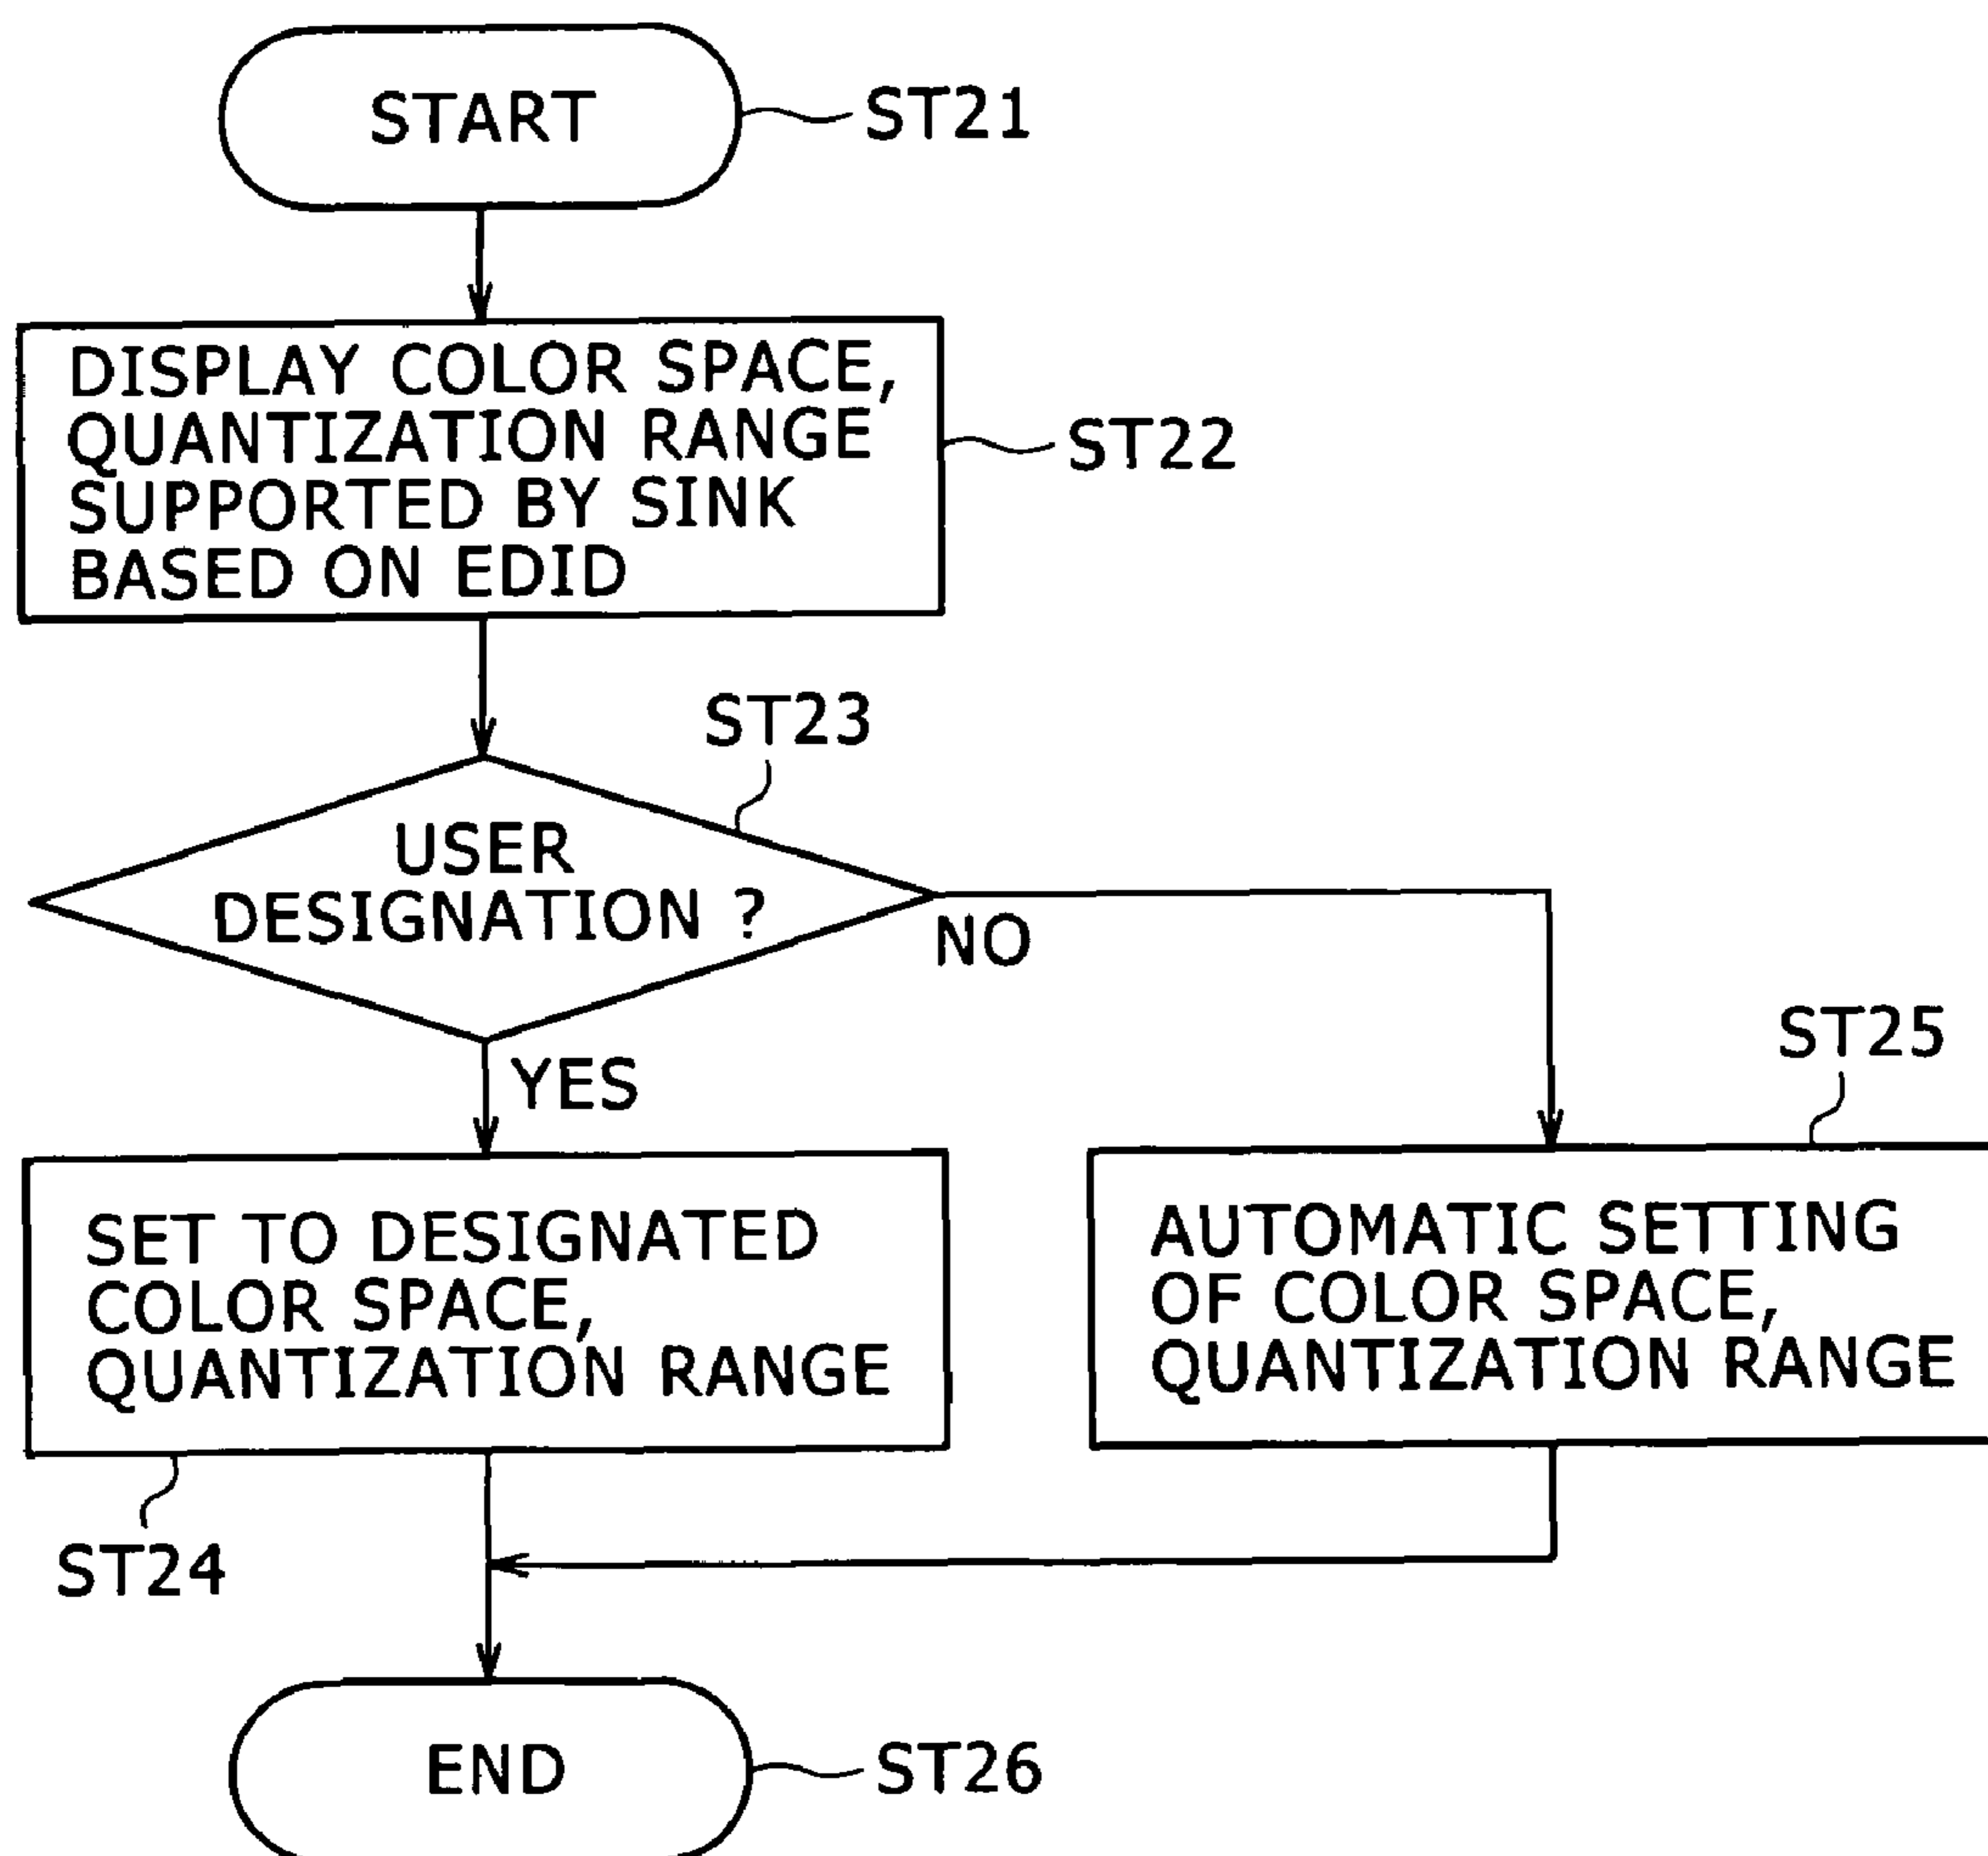 START
ST21
DISPLAY COLOR SPACE,
QUANTIZATION RANGE
SUPPORTED BY SINK
BASED ON EDID
ST22
ST23
USER
DESIGNATION ?
NO
YES
ST25
SET TO DESIGNATED
COLOR SPACE,
QUANTIZATION RANGE
AUTOMATIC SETTING
OF COLOR SPACE,
QUANTIZATION RANGE
ST24
END
ST26